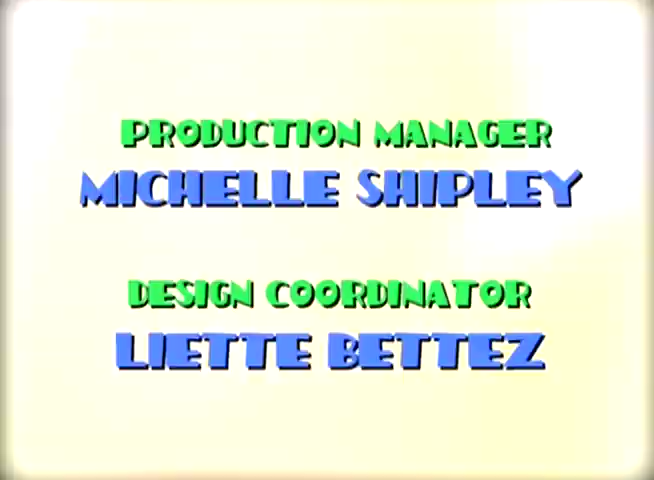 PRODUCTION MANAGER
MICHELLE SHIPLEY
DESIGN COORDINATOR
LIETTE BETTEZ